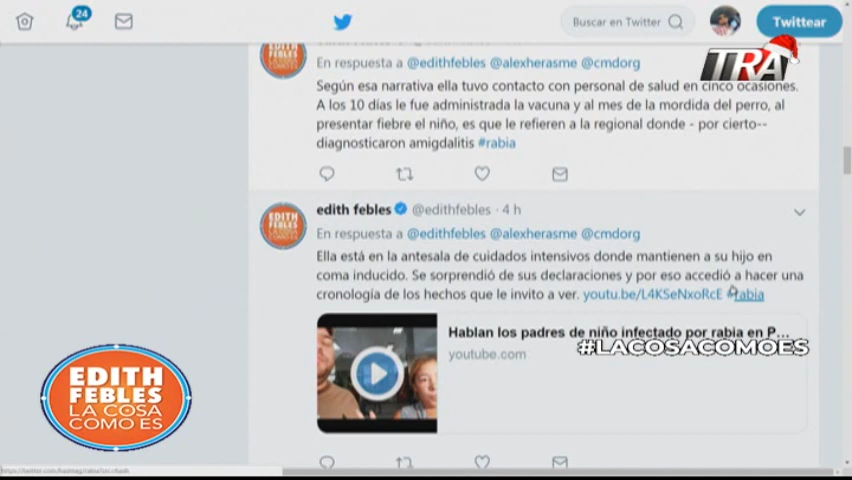 24
Buscar en Twitter
Twittear
TRA
En respuesta a @edithfebles @alexherasme @cmdorg
Según esa narrativa ella tuvo contacto con personal de salud en cinco ocasiones.
A los 10 días le fue administrada la vacuna y al mes de la mordida del perro, al
presentar fiebre el niño, es que le refieren a la regional donde - por cierto--
diagnosticaron amigdalitis #rabia
EDITH FEBLES
edith febles @edithfebles · 4 h
En respuesta a @edithfebles @alexherasme @cmdorg
Ella está en la antesala de cuidados intensivos donde mantienen a su hijo en
coma inducido. Se sorprendió de sus declaraciones y por eso accedió a hacer una
cronología de los hechos que le invito a ver. youtu.be/L4KSeNxoRcE #rabia
Hablan los padres de niño infectado por rabia en P...
youtube.com
#LACOSACOMOES
EDITH
FEBLES
LA COSA
COMO ES